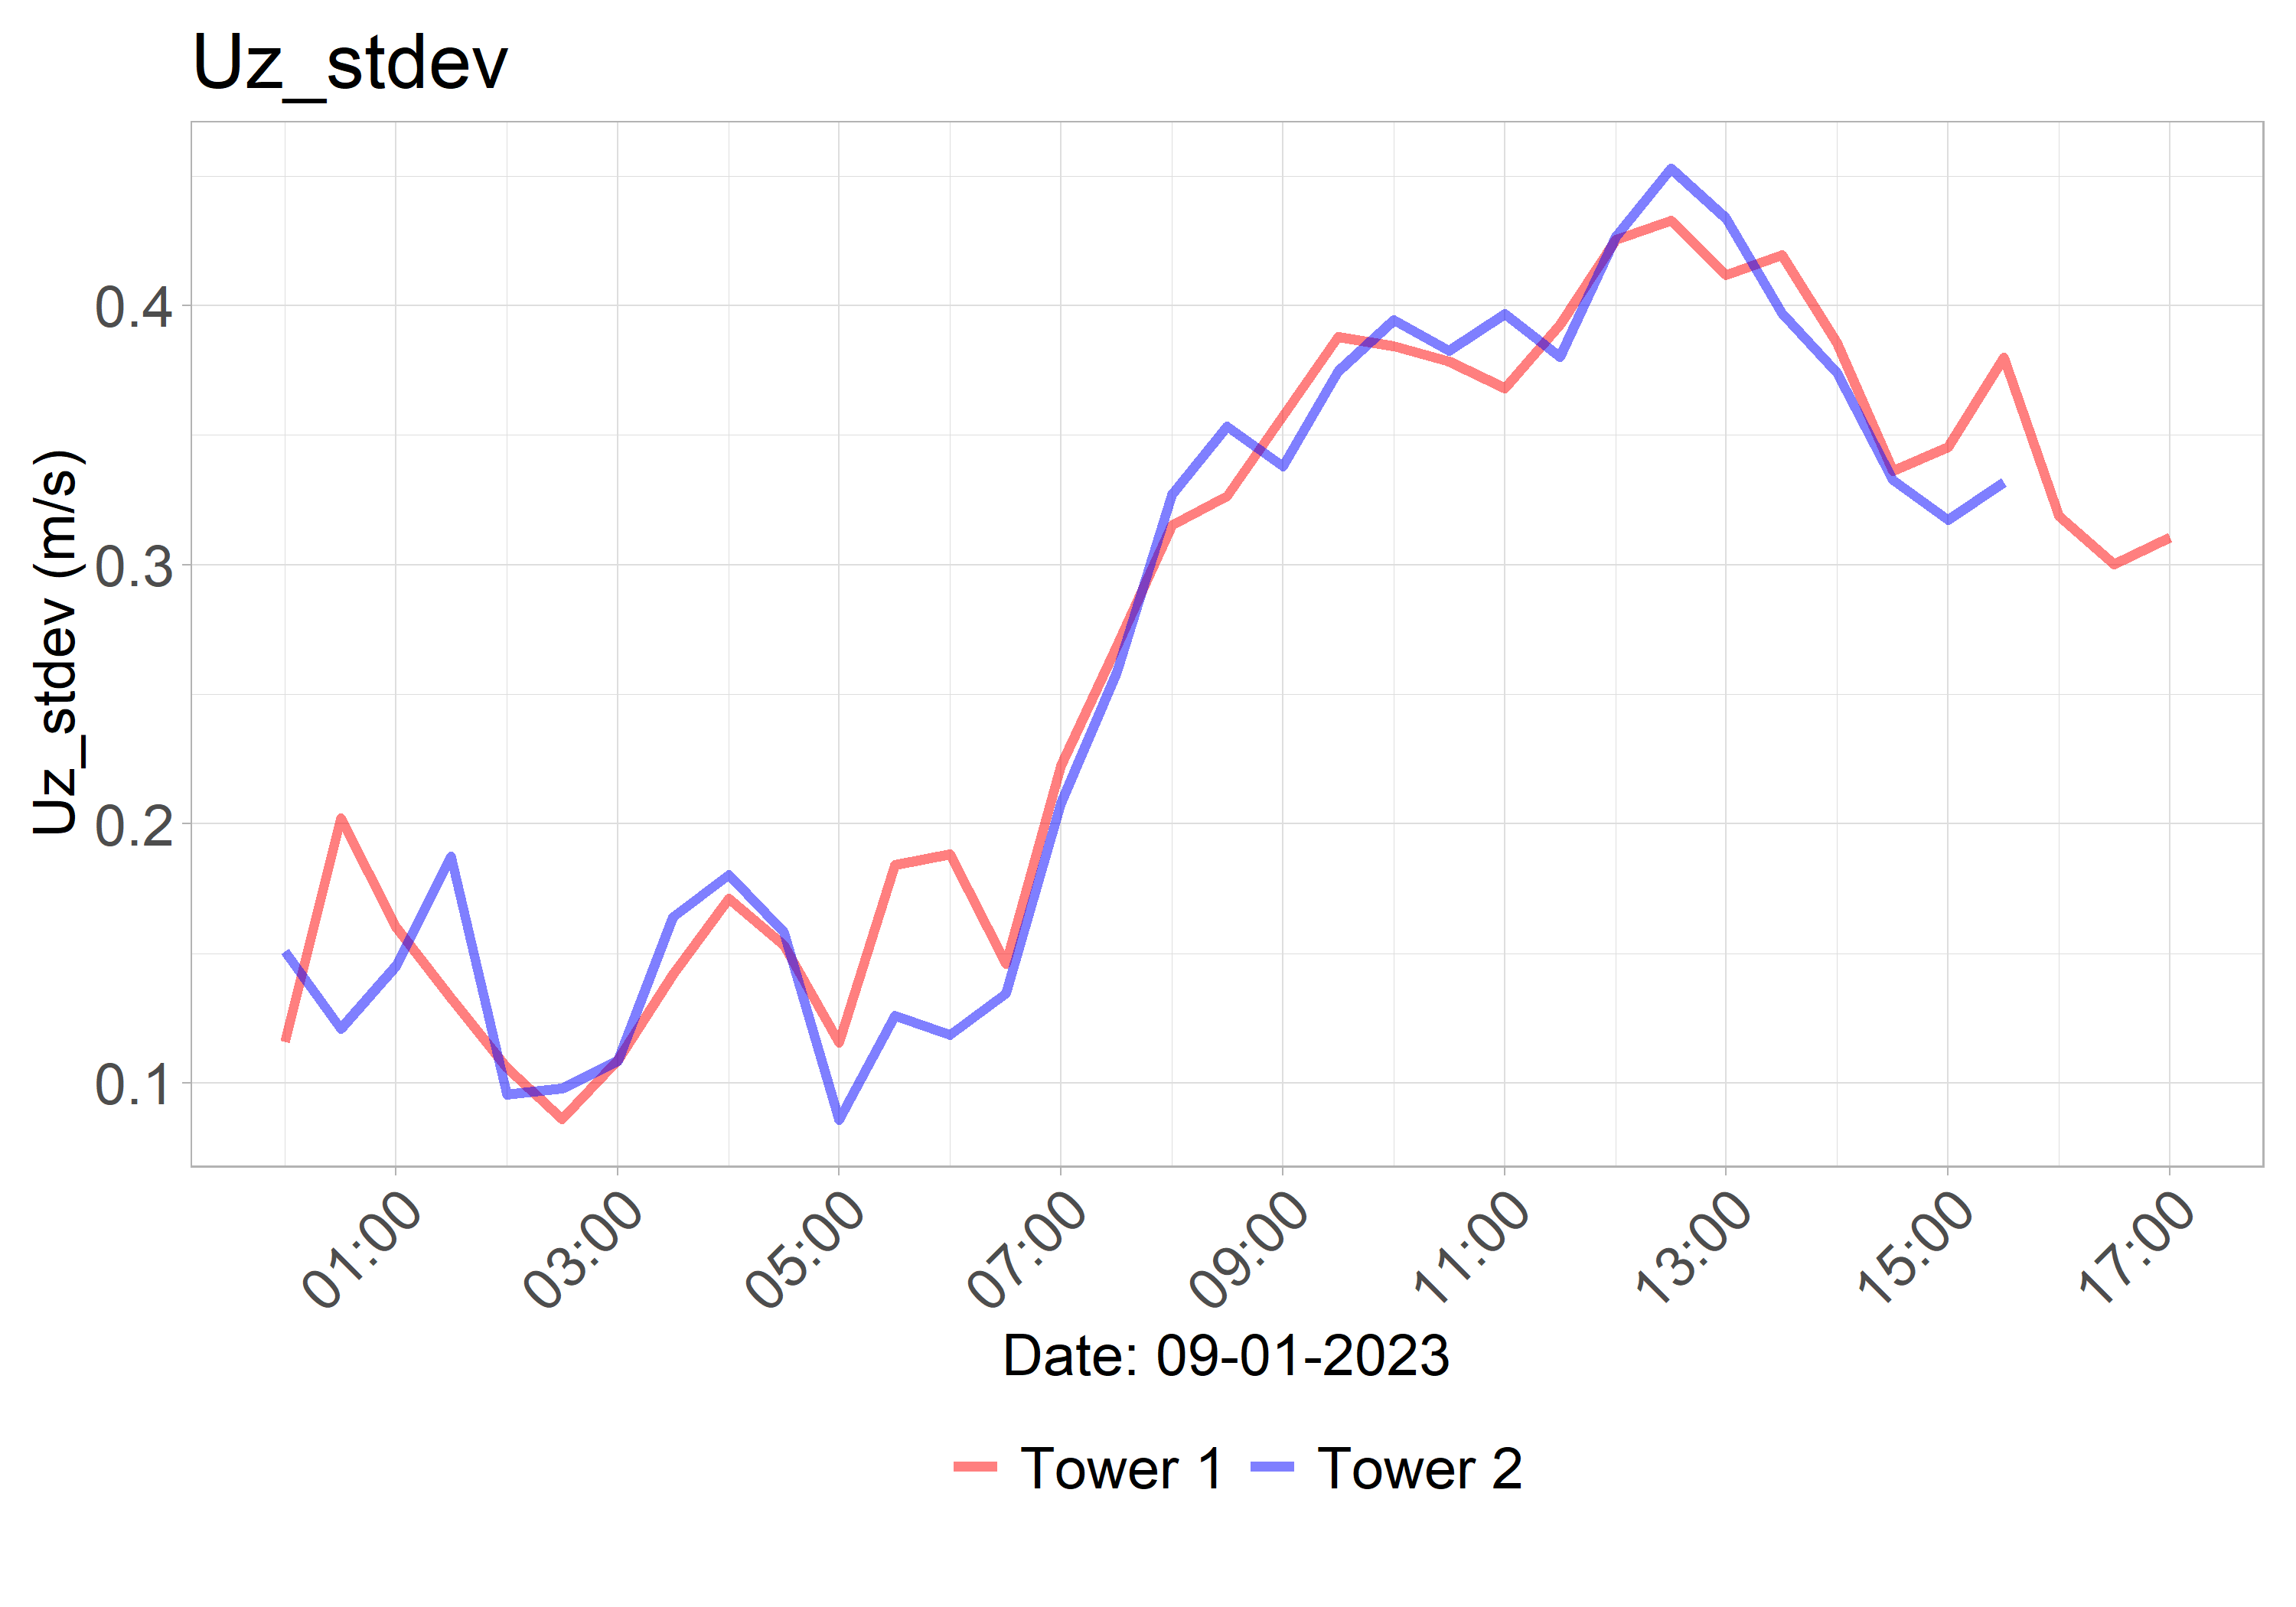 Uz_stdev
Uz_stdev (m/s)
0.4
0.3
0.2
0.1
01:00 03:00 05:00 07:00 09:00 11:00 13:00 15:00 17:00
Date: 09-01-2023
Tower 1 Tower 2